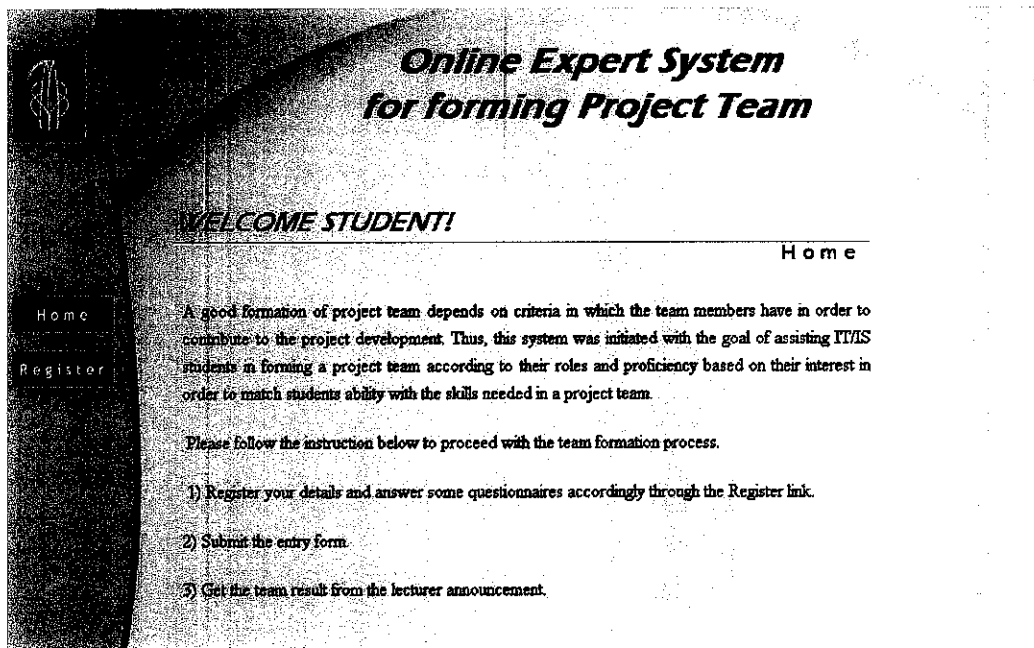 Online Expert System
for forming Project Team
WELCOME STUDENT!
Home
Home
Register
A good formation of project team depends on criteria in which the team members have in order to
contribute to the project development. Thus, this system was initiated with the goal of assisting IT/IS
students in forming a project team according to their roles and proficiency based on their interest in
order to match students ability with the skills needed in a project team.
Please follow the instruction below to proceed with the team formation process.
1) Register your details and answer some questionnaires accordingly through the Register link.
2) Submit the entry form.
3) Get the team result from the lecturer announcement.